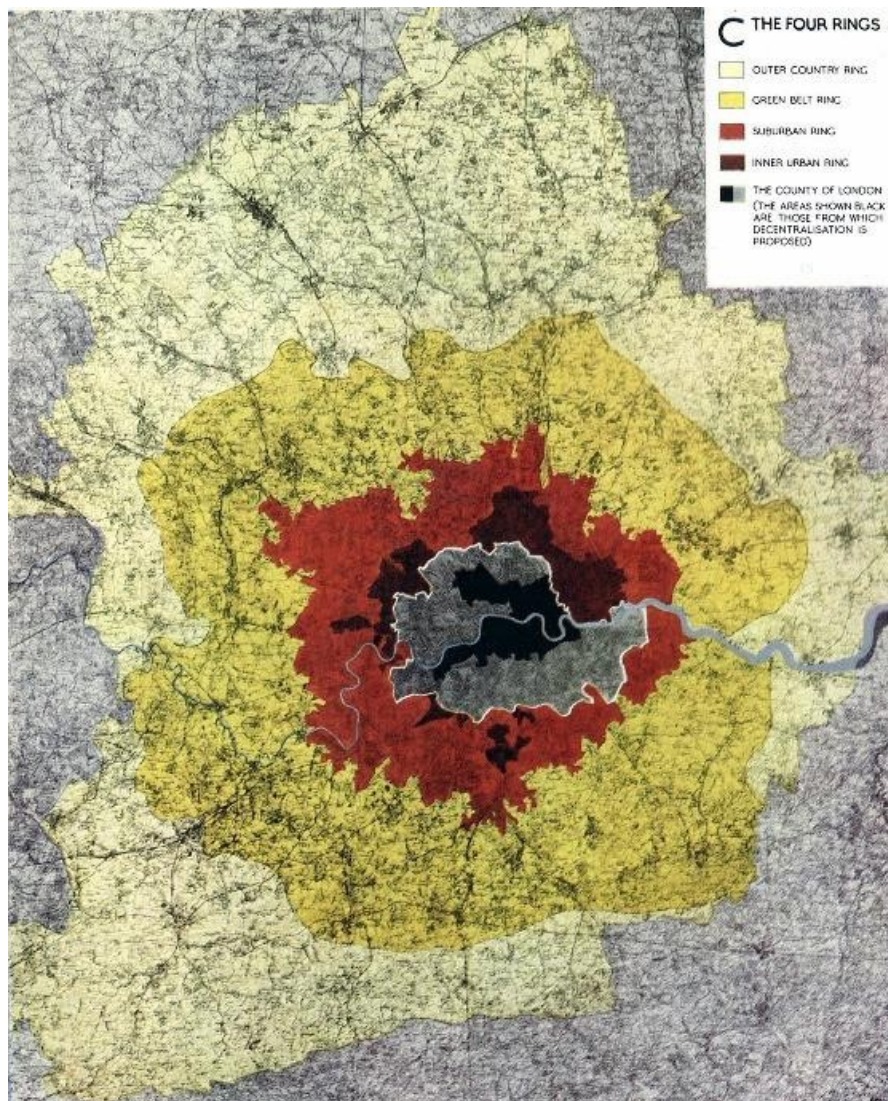 C THE FOUR RINGS
OUTER COUNTRY RING
GREEN BELT RING
SUBURBAN RING
INNER URBAN RING
THE COUNTY OF LONDON
(THE AREAS SHOWN BLACK
ARE THOSE FROM WHICH
DECENTRALISATION IS
PROPOSED)